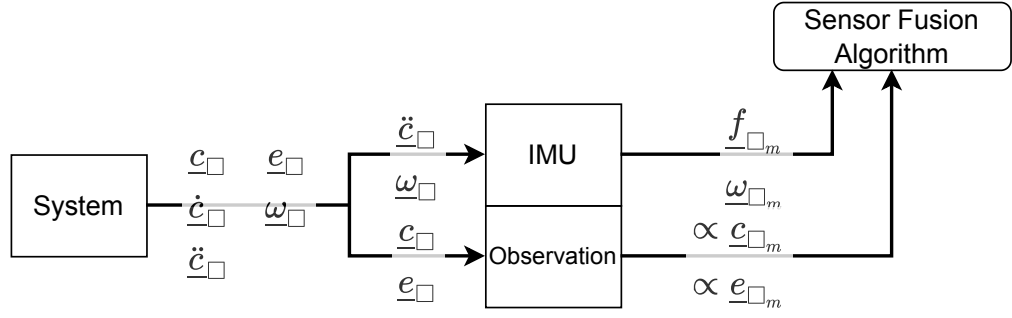 Sensor Fusion
Algorithm
System
c̲_□ e̲_□
ċ̲_□ ω̲_□
c̲̈_□
c̲̈_□
ω̲_□
c̲_□
e̲_□
IMU
Observation
f̲_□ₘ
ω̲_□ₘ
∝ c̲_□ₘ
∝ e̲_□ₘ